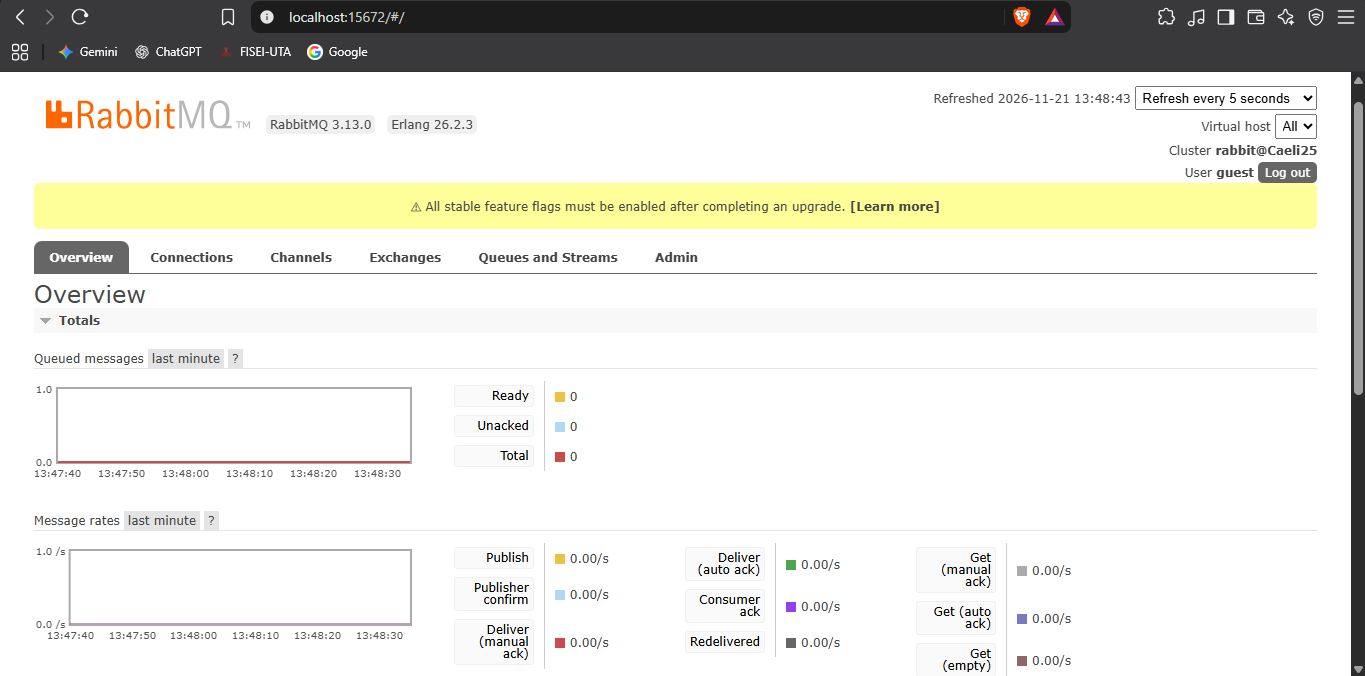 localhost:15672/#/
Gemini ChatGPT FISEI-UTA Google
RabbitMQ TM RabbitMQ 3.13.0 Erlang 26.2.3
Refreshed 2026-11-21 13:48:43 Refresh every 5 seconds
Virtual host All
Cluster rabbit@Caeli25
User guest Log out
⚠ All stable feature flags must be enabled after completing an upgrade. [Learn more]
Overview Connections Channels Exchanges Queues and Streams Admin
Overview
Totals
Queued messages last minute ?
1.0
0.0
13:47:40 13:47:50 13:48:00 13:48:10 13:48:20 13:48:30
Ready 0
Unacked 0
Total 0
Message rates last minute ?
1.0 /s
0.0 /s
13:47:40 13:47:50 13:48:00 13:48:10 13:48:20 13:48:30
Publish 0.00/s
Publisher
confirm 0.00/s
Deliver
(manual
ack) 0.00/s
Deliver
(auto ack) 0.00/s
Consumer
ack 0.00/s
Redelivered 0.00/s
Get
(manual
ack) 0.00/s
Get (auto
ack) 0.00/s
Get
(empty) 0.00/s